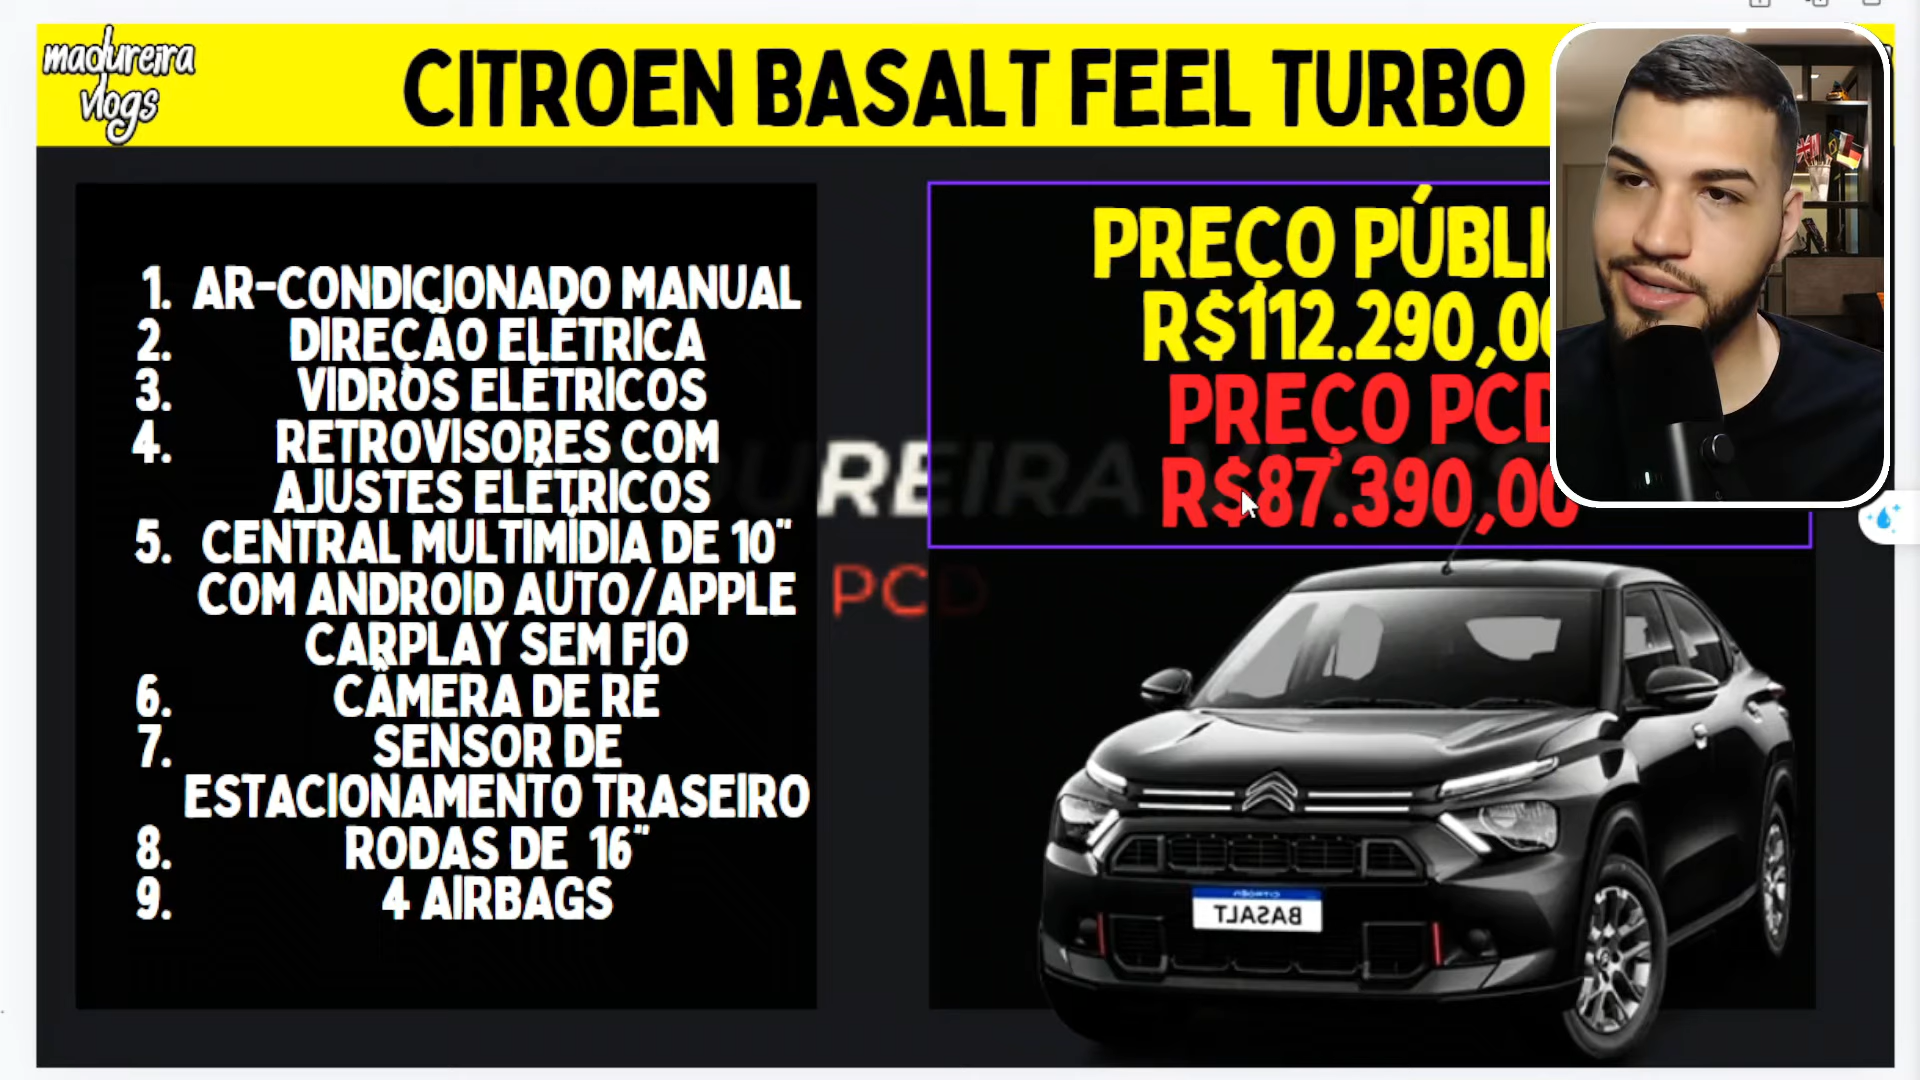 madureira
vlogs
CITROEN BASALT FEEL TURBO
1. AR-CONDICIONADO MANUAL
2. DIREÇÃO ELÉTRICA
3. VIDROS ELÉTRICOS
4. RETROVISORES COM
AJUSTES ELÉTRICOS
5. CENTRAL MULTIMÍDIA DE 10"
COM ANDROID AUTO/APPLE
CARPLAY SEM FIO
6. CÂMERA DE RÉ
7. SENSOR DE
ESTACIONAMENTO TRASEIRO
8. RODAS DE 16"
9. 4 AIRBAGS
PREÇO PÚBLI
R$112.290,00
PREÇO PCD
R$87.390,00
UREIRA
PCD
CITROËN
BASALT